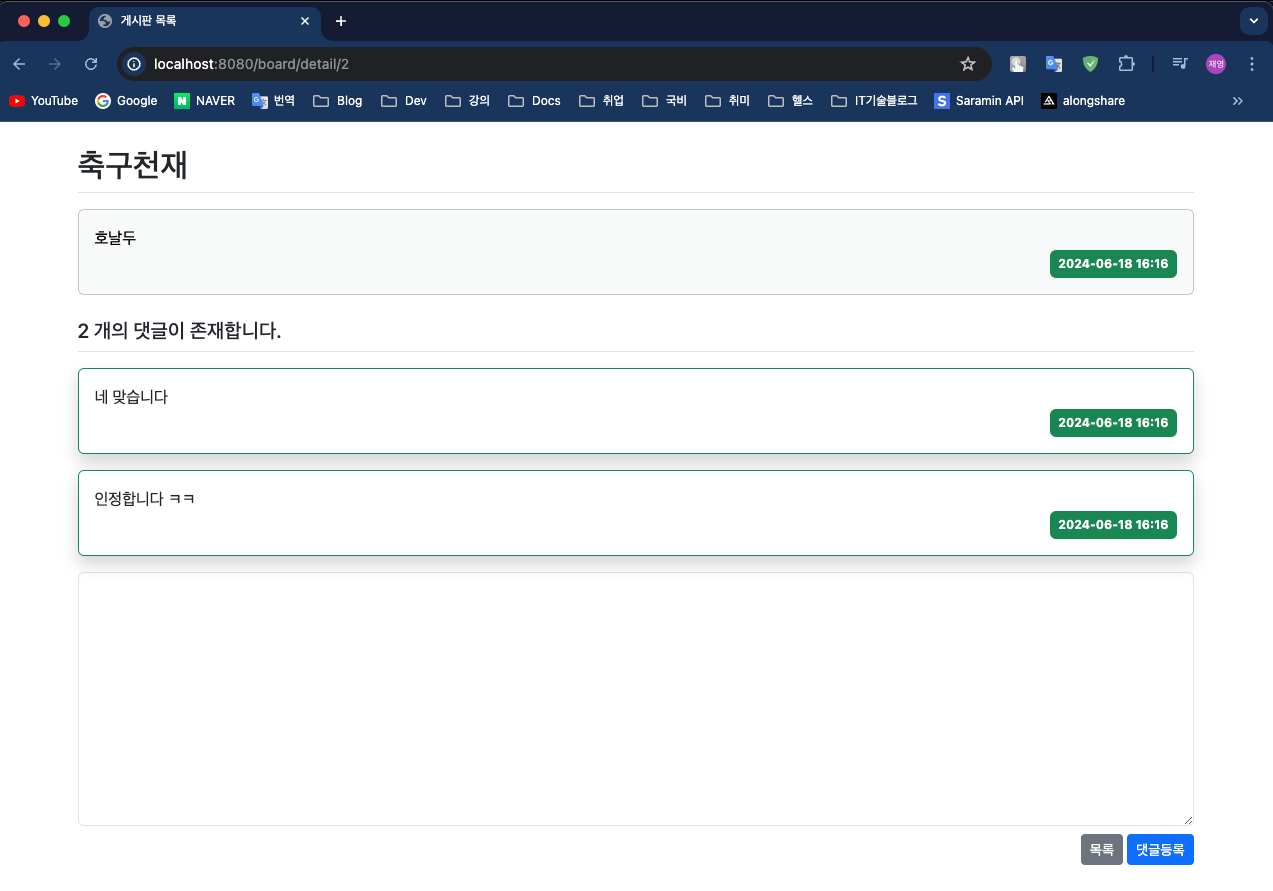 게시판 목록
localhost:8080/board/detail/2
재영
YouTube Google NAVER 번역 Blog Dev 강의 Docs 취업 국비 취미 헬스 IT기술블로그 Saramin API alongshare
축구천재
호날두
2024-06-18 16:16
2 개의 댓글이 존재합니다.
네 맞습니다
2024-06-18 16:16
인정합니다 ㅋㅋ
2024-06-18 16:16
목록 댓글등록